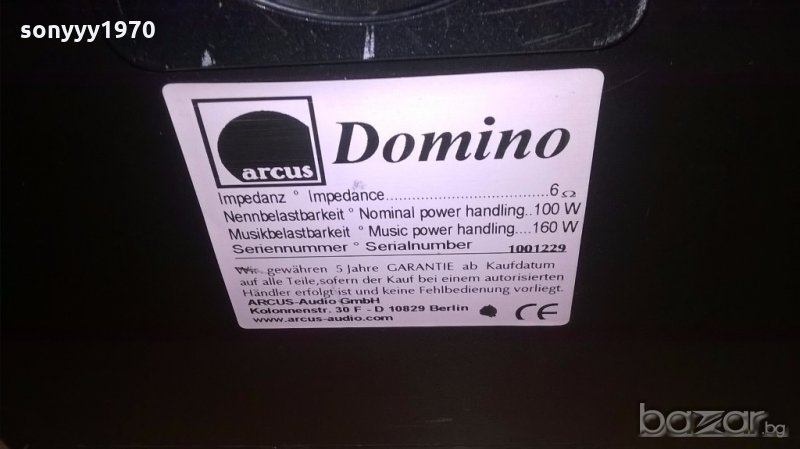 sonyyy1970
arcus
Domino
Impedanz ° Impedance..............................6Ω
Nennbelastbarkeit ° Nominal power handling..100 W
Musikbelastbarkeit ° Music power handling....160 W
Seriennummer ° Serialnumber 1001229
Wir gewähren 5 Jahre GARANTIE ab Kaufdatum
auf alle Teile,sofern der Kauf bei einem autorisierten
Händler erfolgt ist und keine Fehlbedienung vorliegt.
ARCUS-Audio GmbH
Kolonnenstr. 30 F - D 10829 Berlin
www.arcus-audio.com
CE
bazar.bg